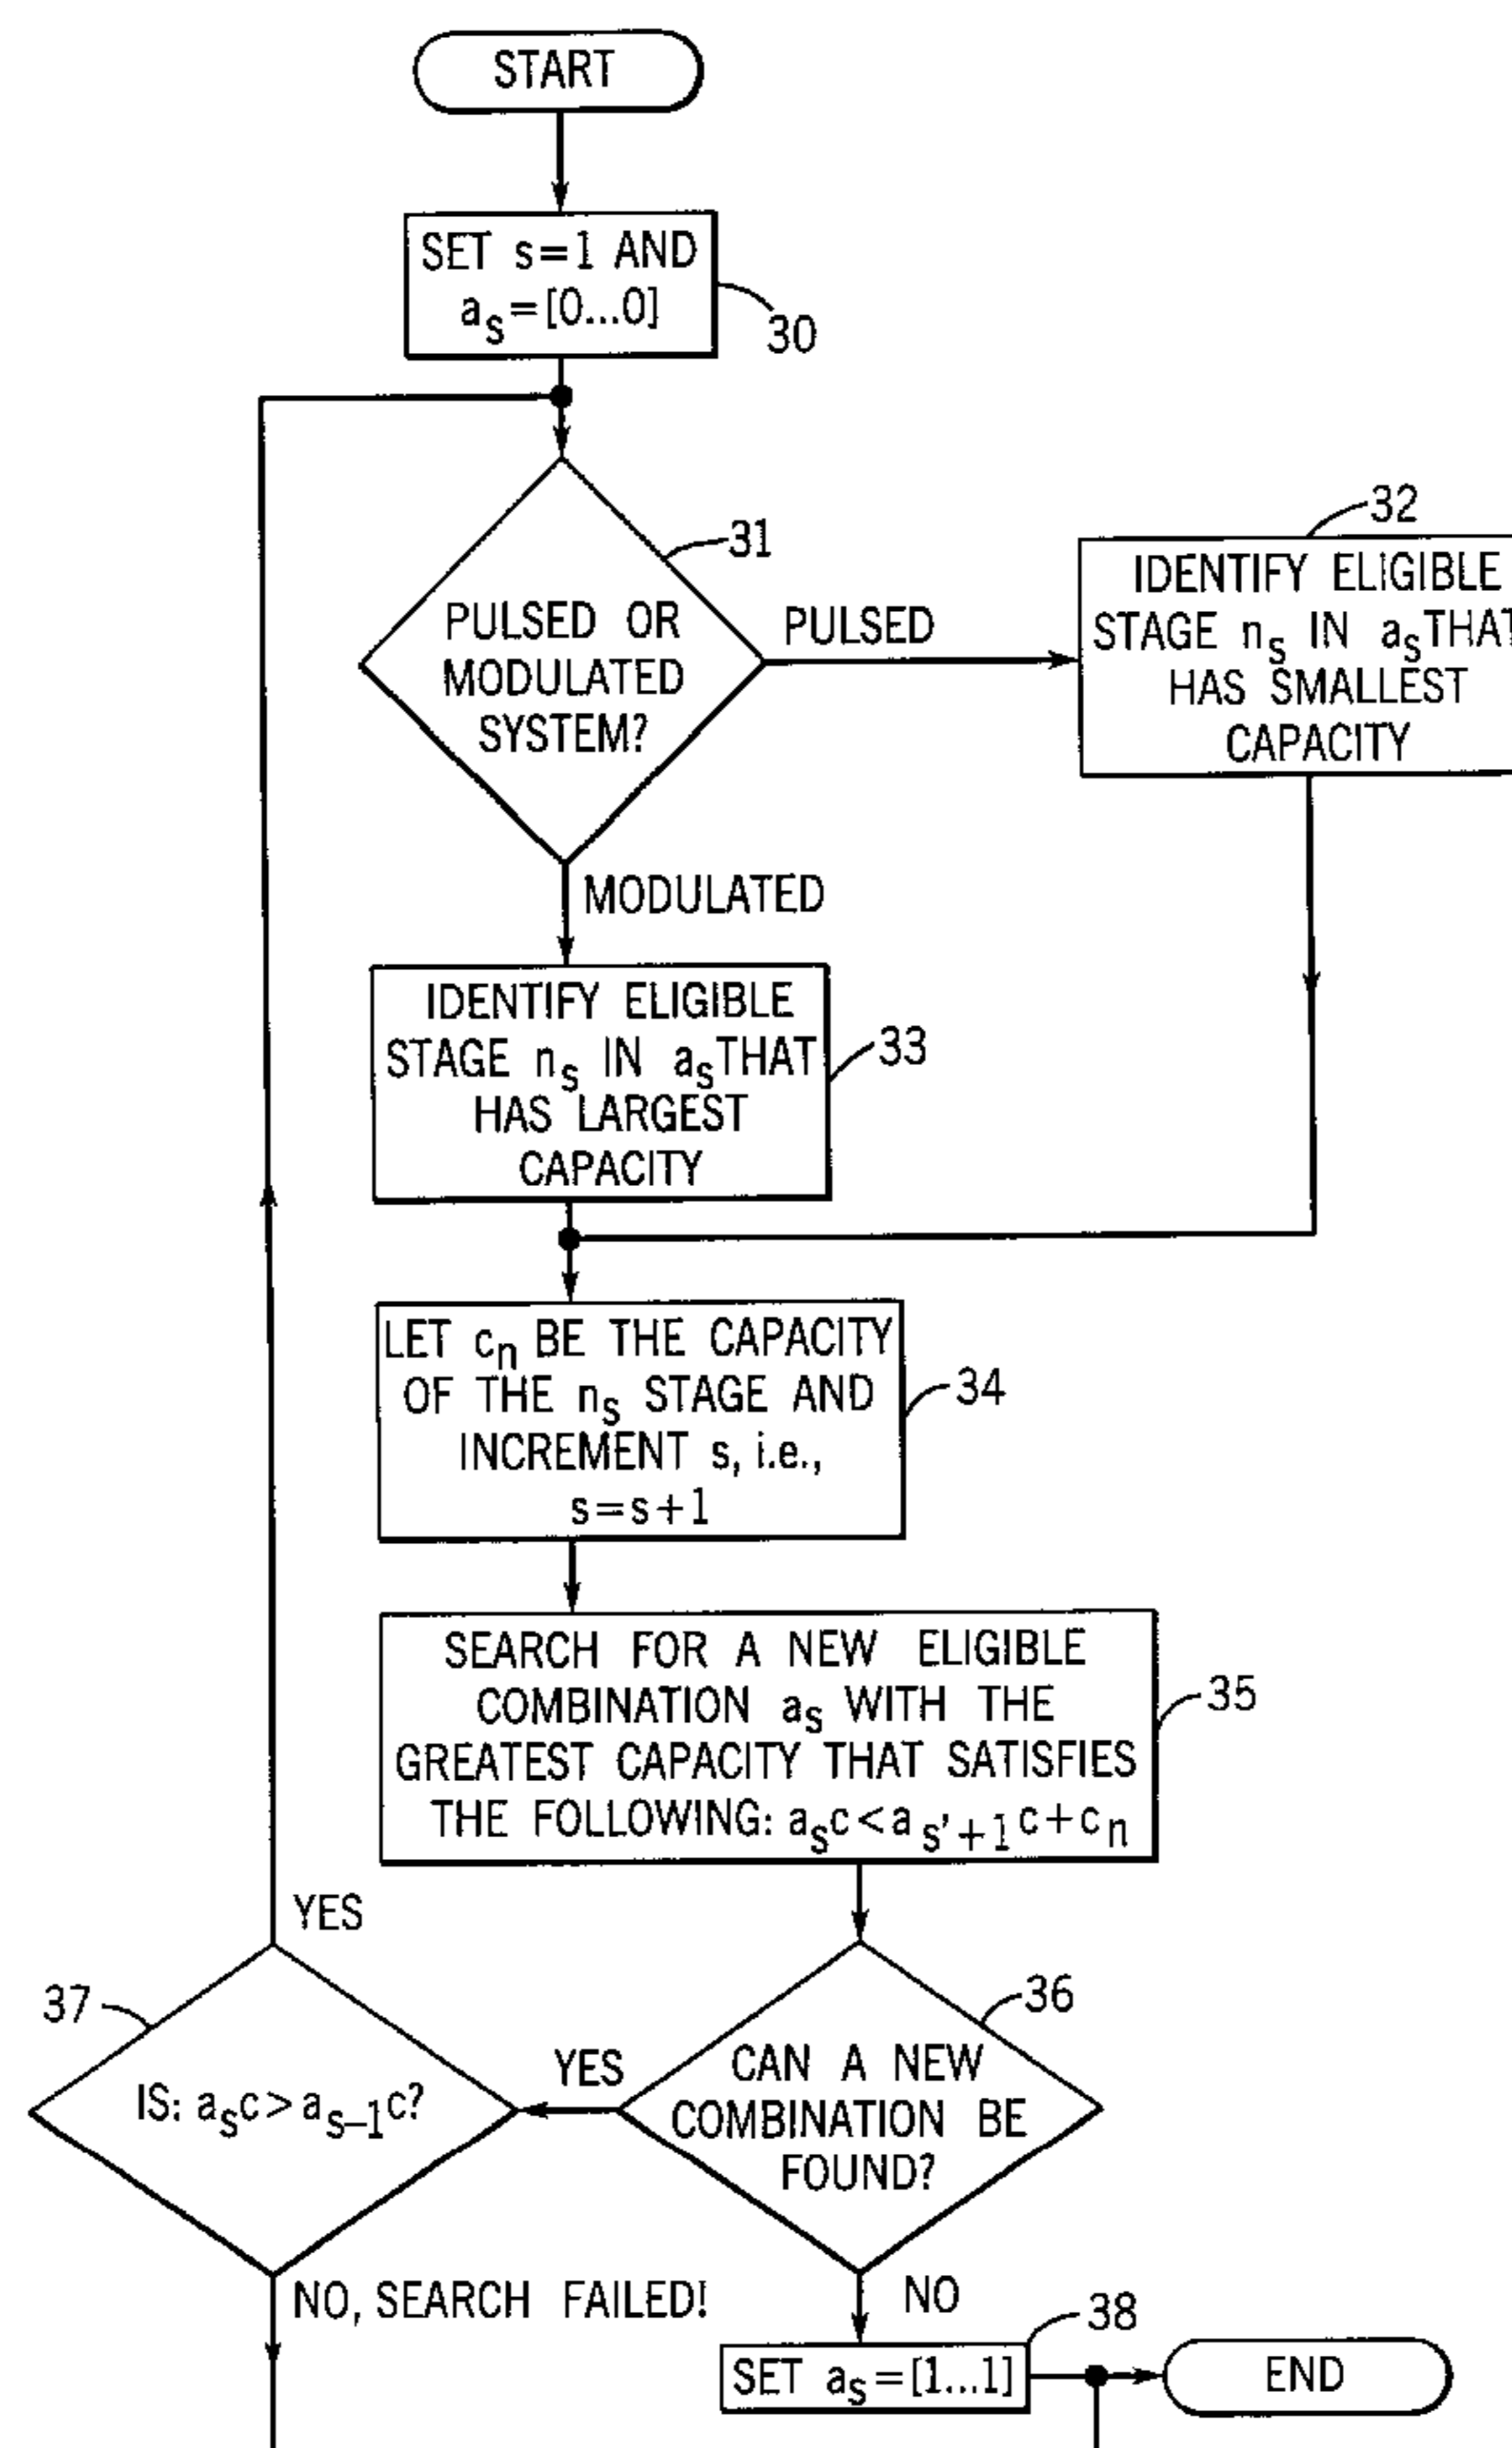 START
SET s=1 AND
aₛ=[0...0]
30
31
PULSED OR
MODULATED
SYSTEM?
PULSED
32
IDENTIFY ELIGIBLE
STAGE nₛ IN aₛTHAT
HAS SMALLEST
CAPACITY
MODULATED
IDENTIFY ELIGIBLE
STAGE nₛ IN aₛTHAT
HAS LARGEST
CAPACITY
33
LET cₙ BE THE CAPACITY
OF THE nₛ STAGE AND
INCREMENT s, i.e.,
s=s+1
34
SEARCH FOR A NEW ELIGIBLE
COMBINATION aₛ WITH THE
GREATEST CAPACITY THAT SATISFIES
THE FOLLOWING: aₛc<aₛ'₊₁c+cₙ
35
YES
37
IS: aₛc>aₛ₋₁c?
YES
36
CAN A NEW
COMBINATION BE
FOUND?
NO, SEARCH FAILED!
NO
38
SET aₛ=[1...1]
END